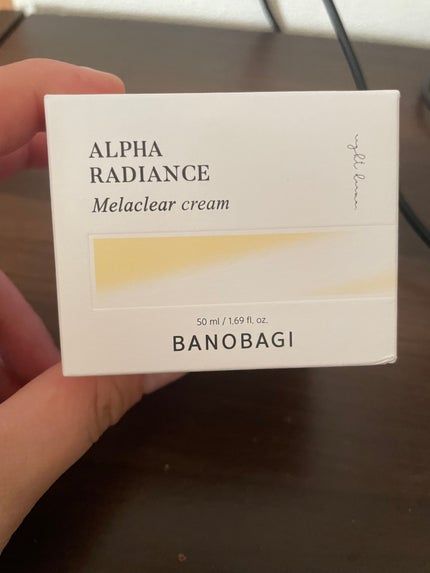 ALPHA
RADIANCE
Melaclear cream
50 ml / 1.69 fl. oz.
BANOBAGI